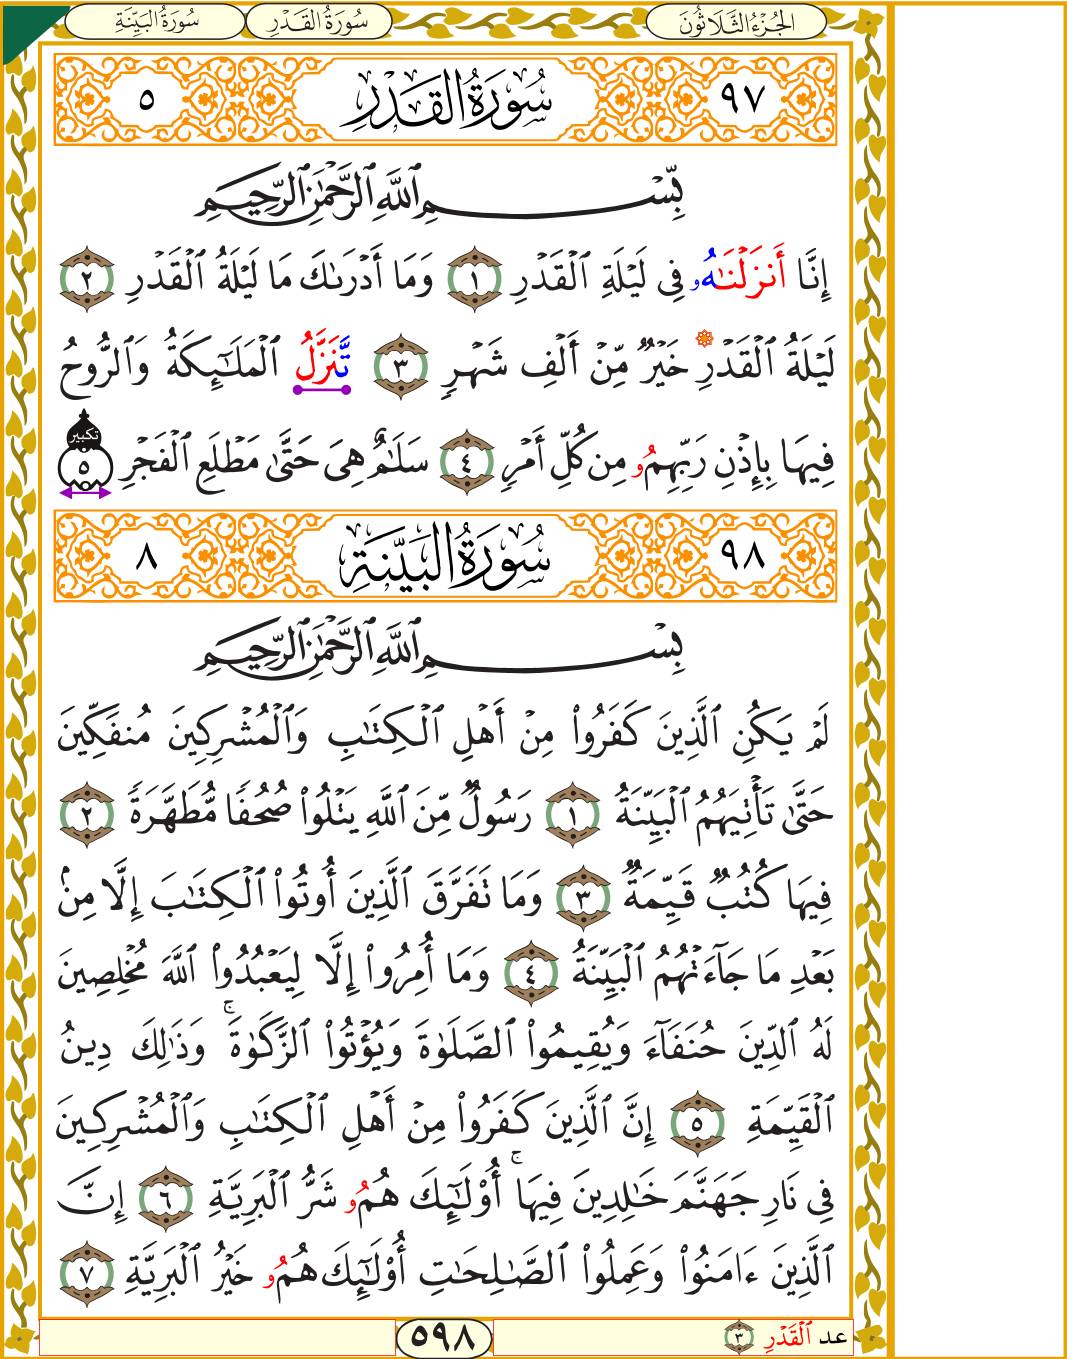 الجُزْءُ الثَّلَاثُونَ سُورَةُ القَدْرِ سُورَةُ البَيِّنَةِ
٩٧ سُورَةُ القَدْرِ ٥
بِّسْمِ ٱللَّهِ ٱلرَّحْمَٰنِ ٱلرَّحِيمِ
إِنَّا أَنزَلْنَٰهُۥ فِى لَيْلَةِ ٱلْقَدْرِ ١ وَمَا أَدْرَىٰكَ مَا لَيْلَةُ ٱلْقَدْرِ ٢
لَيْلَةُ ٱلْقَدْرِ خَيْرٌ مِّنْ أَلْفِ شَهْرٍ ٣ تَّنَزَّلُ ٱلْمَلَٰٓئِكَةُ وَٱلرُّوحُ
فِيهَا بِإِذْنِ رَبِّهِمُۥ مِن كُلِّ أَمْرٍ ٤ سَلَٰمٌ هِىَ حَتَّىٰ مَطْلَعِ ٱلْفَجْرِ تكبير ٥
٩٨ سُورَةُ البَيِّنَةِ ٨
بِسْمِ ٱللَّهِ ٱلرَّحْمَٰنِ ٱلرَّحِيمِ
لَمْ يَكُنِ ٱلَّذِينَ كَفَرُوا۟ مِنْ أَهْلِ ٱلْكِتَٰبِ وَٱلْمُشْرِكِينَ مُنفَكِّينَ
حَتَّىٰ تَأْتِيَهُمُ ٱلْبَيِّنَةُ ١ رَسُولٌ مِّنَ ٱللَّهِ يَتْلُوا۟ صُحُفًا مُّطَهَّرَةً ٢
فِيهَا كُتُبٌ قَيِّمَةٌ ٣ وَمَا تَفَرَّقَ ٱلَّذِينَ أُوتُوا۟ ٱلْكِتَٰبَ إِلَّا مِنۢ
بَعْدِ مَا جَآءَتْهُمُ ٱلْبَيِّنَةُ ٤ وَمَا أُمِرُوا۟ إِلَّا لِيَعْبُدُوا۟ ٱللَّهَ مُخْلِصِينَ
لَهُ ٱلدِّينَ حُنَفَآءَ وَيُقِيمُوا۟ ٱلصَّلَوٰةَ وَيُؤْتُوا۟ ٱلزَّكَوٰةَۚ وَذَٰلِكَ دِينُ
ٱلْقَيِّمَةِ ٥ إِنَّ ٱلَّذِينَ كَفَرُوا۟ مِنْ أَهْلِ ٱلْكِتَٰبِ وَٱلْمُشْرِكِينَ
فِى نَارِ جَهَنَّمَ خَٰلِدِينَ فِيهَاۚ أُو۟لَٰٓئِكَ هُمُۥ شَرُّ ٱلْبَرِيَّةِ ٦ إِنَّ
ٱلَّذِينَ ءَامَنُوا۟ وَعَمِلُوا۟ ٱلصَّٰلِحَٰتِ أُو۟لَٰٓئِكَ هُمُۥ خَيْرُ ٱلْبَرِيَّةِ ٧
عد ٱلْقَدْرِ ٣ ٥٩٨